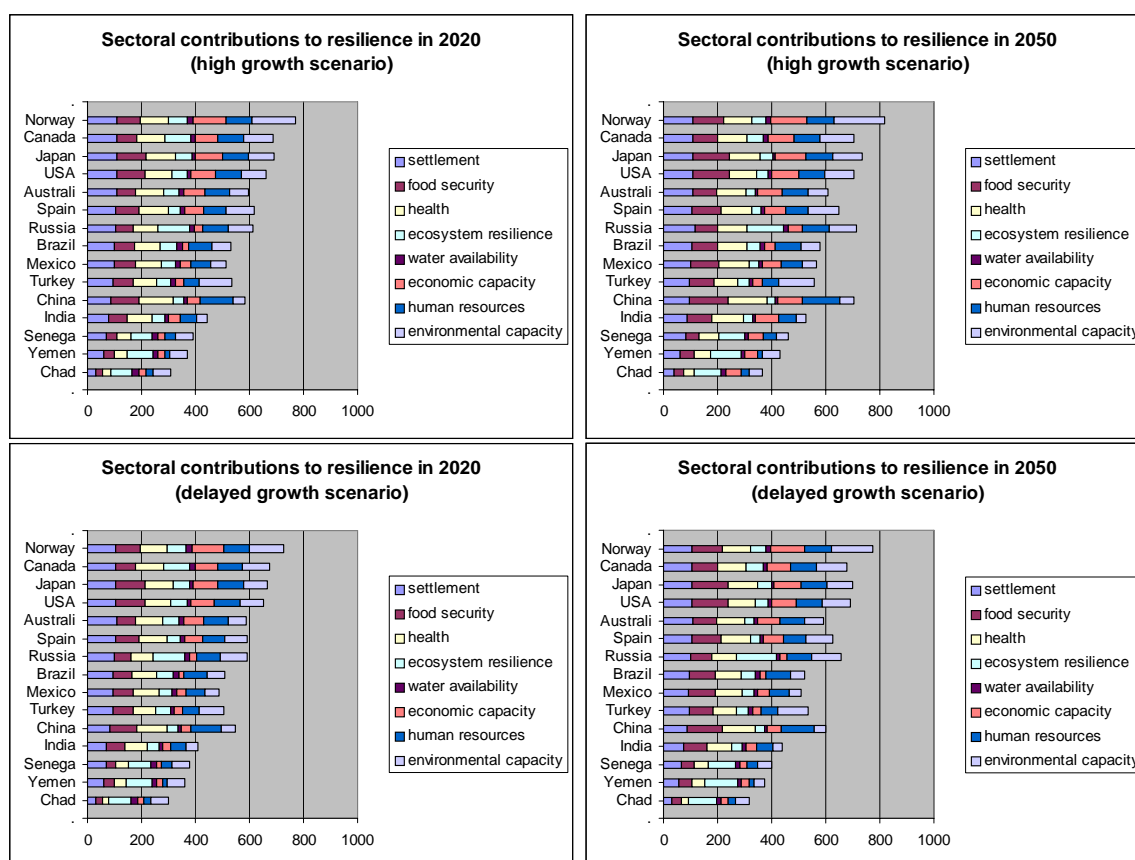 Sectoral contributions to resilience in 2020
(high growth scenario)
.
Norway
Canada
Japan
USA
Australi
Spain
Russia
Brazil
Mexico
Turkey
China
India
Senega
Yemen
Chad
.
0 200 400 600 800 1000
settlement
food security
health
ecosystem resilience
water availability
economic capacity
human resources
environmental capacity
Sectoral contributions to resilience in 2050
(high growth scenario)
.
Norway
Canada
Japan
USA
Australi
Spain
Russia
Brazil
Mexico
Turkey
China
India
Senega
Yemen
Chad
.
0 200 400 600 800 1000
settlement
food security
health
ecosystem resilience
water availability
economic capacity
human resources
environmental capacity
Sectoral contributions to resilience in 2020
(delayed growth scenario)
.
Norway
Canada
Japan
USA
Australi
Spain
Russia
Brazil
Mexico
Turkey
China
India
Senega
Yemen
Chad
.
0 200 400 600 800 1000
settlement
food security
health
ecosystem resilience
water availability
economic capacity
human resources
environmental capacity
Sectoral contributions to resilience in 2050
(delayed growth scenario)
.
Norway
Canada
Japan
USA
Australi
Spain
Russia
Brazil
Mexico
Turkey
China
India
Senega
Yemen
Chad
.
0 200 400 600 800 1000
settlement
food security
health
ecosystem resilience
water availability
economic capacity
human resources
environmental capacity